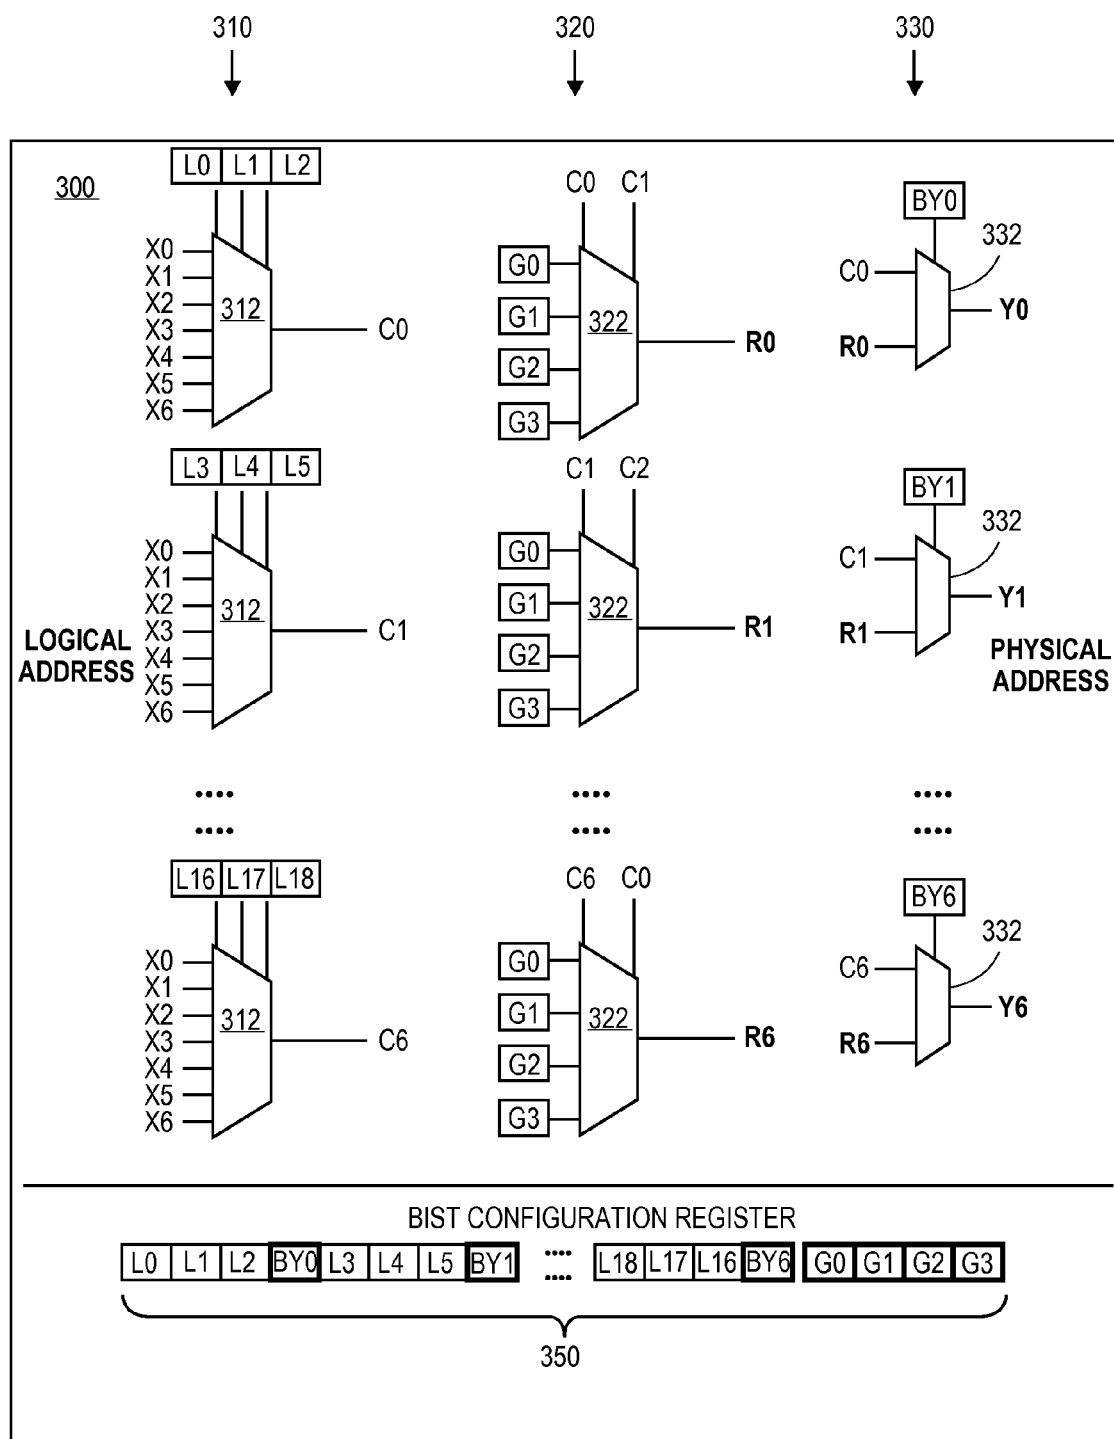 310 320 330
300
L0 L1 L2
C0 C1
BY0
332
X0
X1
X2
X3
X4
X5
X6
312
C0
G0
G1
G2
G3
322
R0
C0
R0
Y0
L3 L4 L5
C1 C2
BY1
332
X0
X1
X2
X3
X4
X5
X6
312
C1
G0
G1
G2
G3
322
R1
C1
R1
Y1
LOGICAL
ADDRESS
PHYSICAL
ADDRESS
L16 L17 L18
C6 C0
BY6
332
X0
X1
X2
X3
X4
X5
X6
312
C6
G0
G1
G2
G3
322
R6
C6
R6
Y6
BIST CONFIGURATION REGISTER
L0 L1 L2 BY0 L3 L4 L5 BY1 .... L18 L17 L16 BY6 G0 G1 G2 G3
350